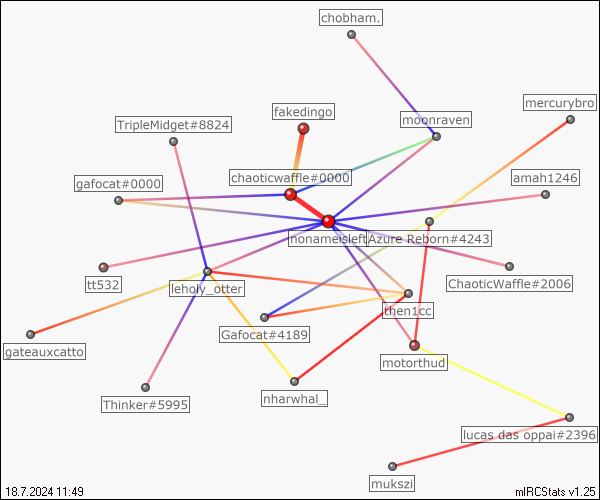 chobham.
mercurybro
fakedingo
moonraven
TripleMidget#8824
chaoticwaffle#0000
amah1246
gafocat#0000
nonameisleft
Azure Reborn#4243
tt532
leholy_otter
ChaoticWaffle#2006
then1cc
Gafocat#4189
gateauxcatto
motorthud
nharwhal_
Thinker#5995
lucas das oppai#2396
mukszi
18.7.2024 11:49
mIRCStats v1.25